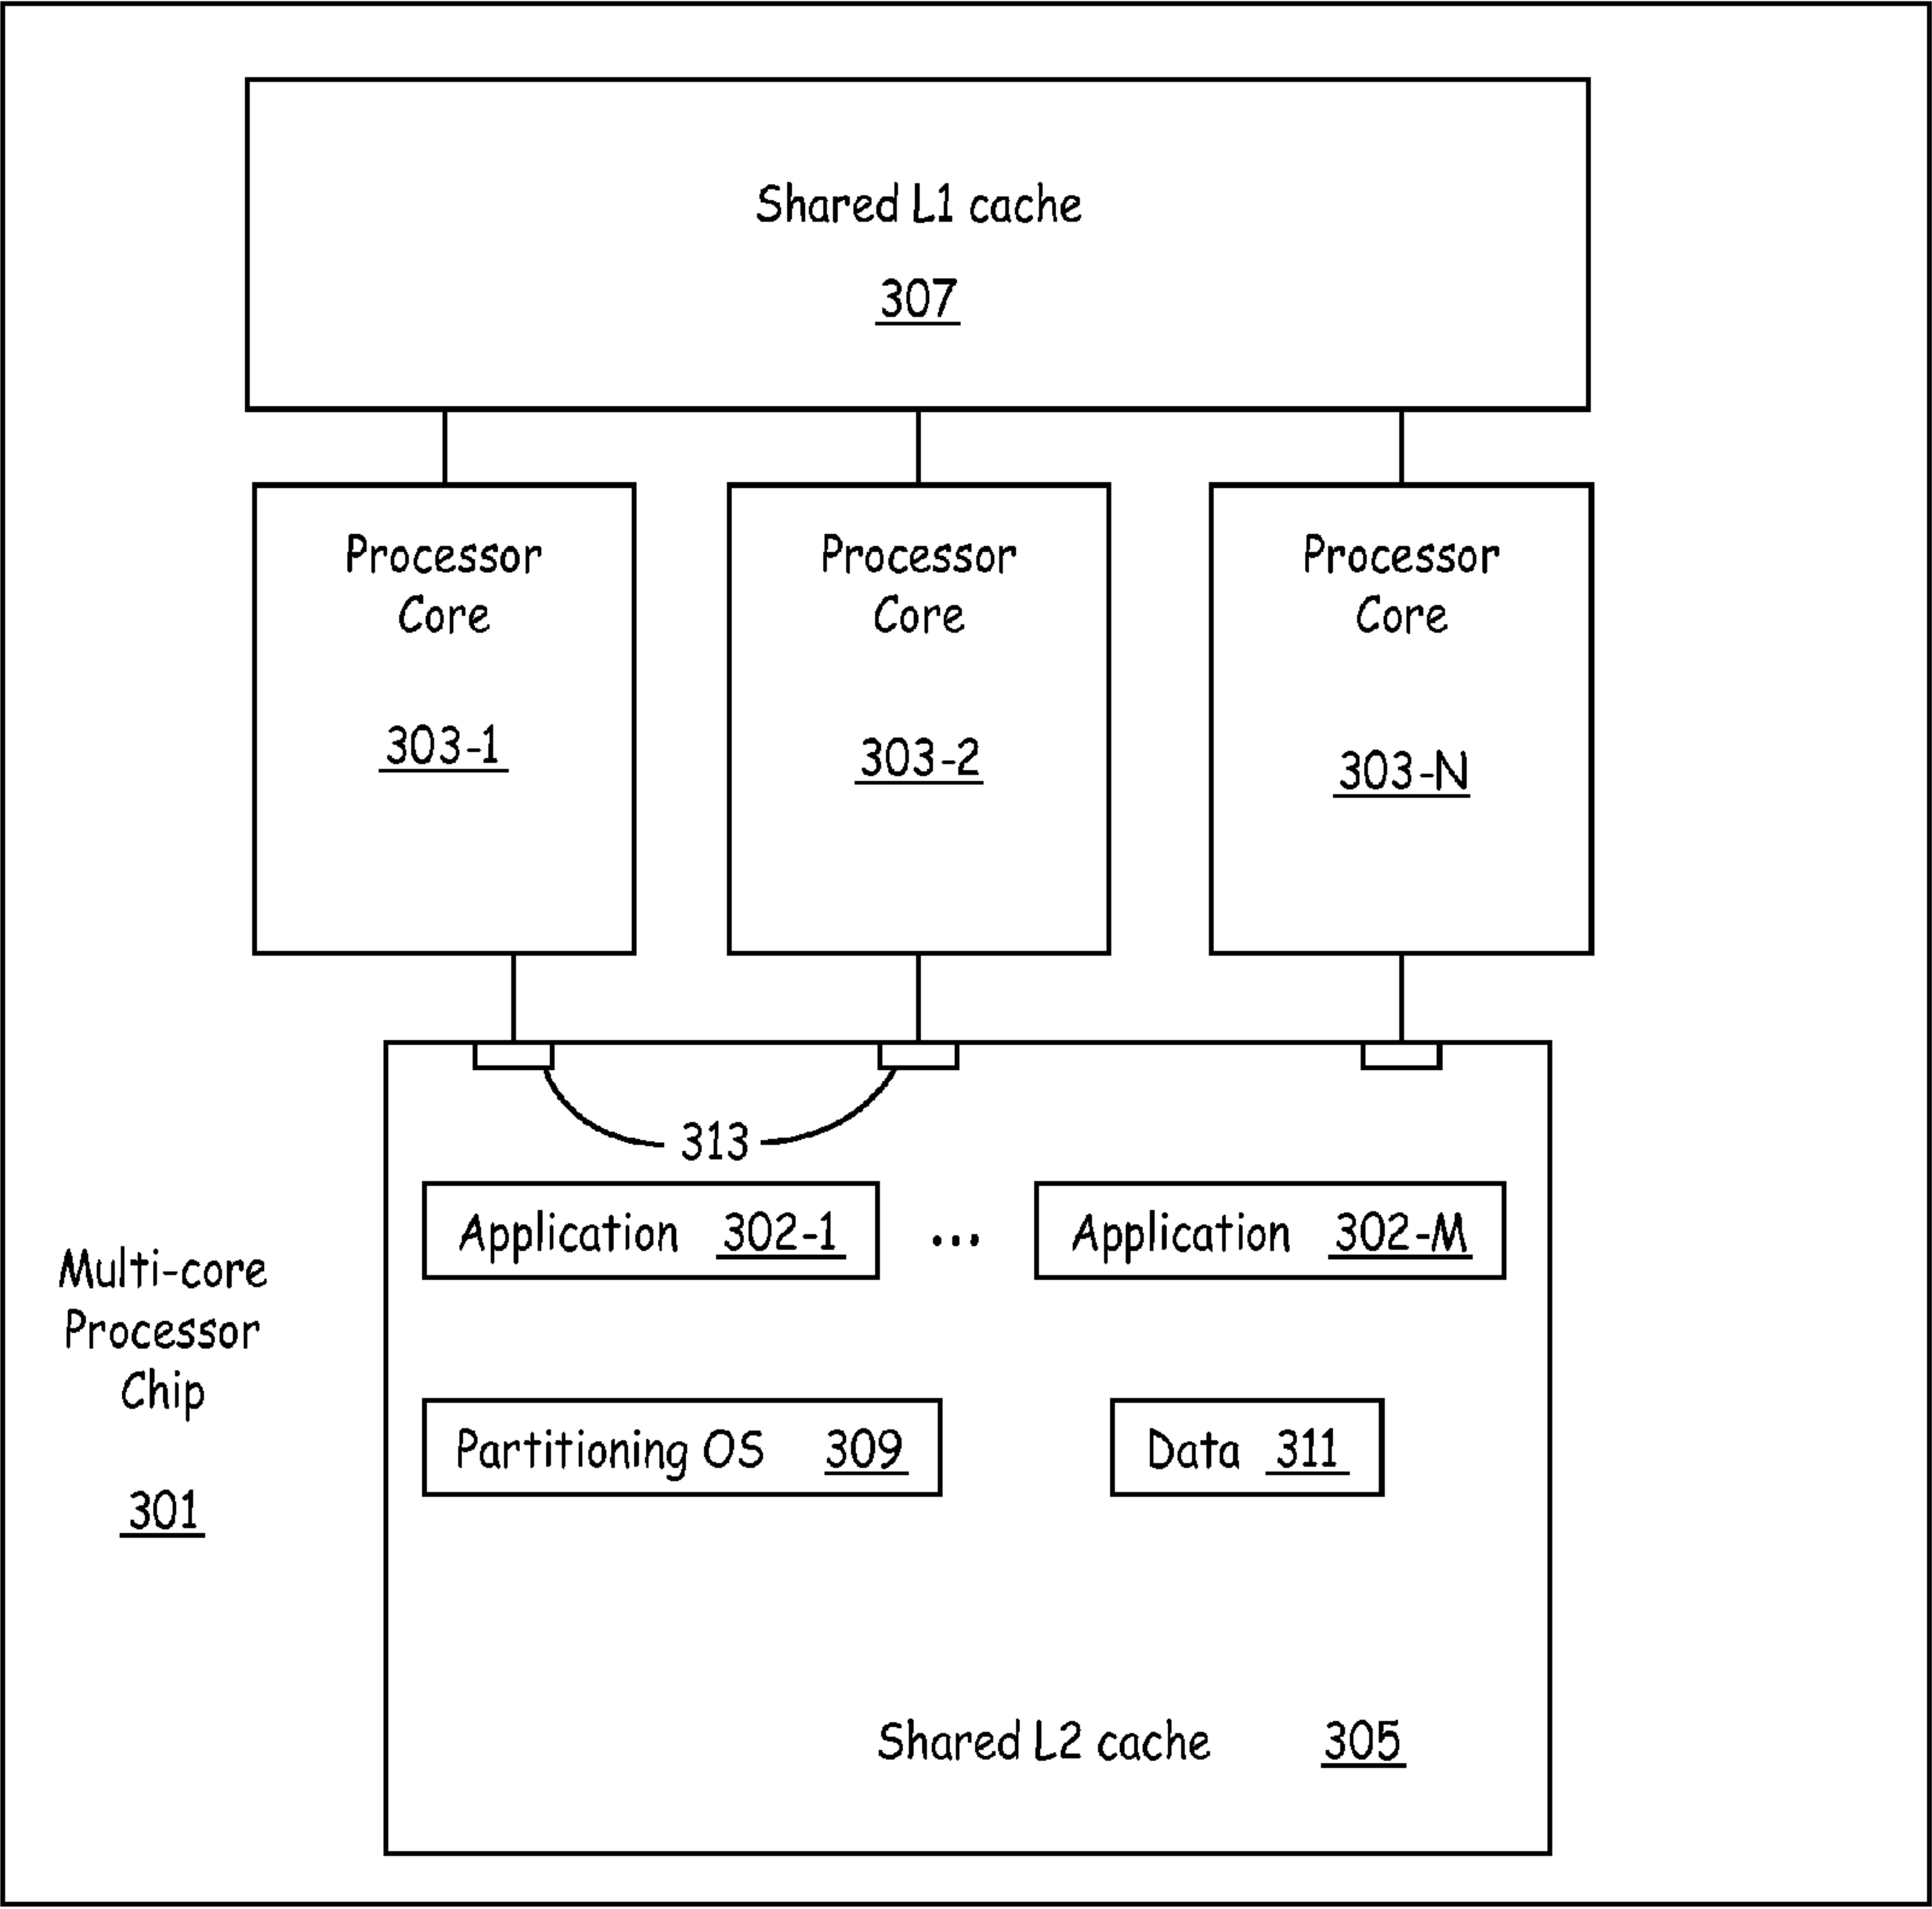 Shared L1 cache
307
Processor
Core
303-1
Processor
Core
303-2
Processor
Core
303-N
313
Application 302-1 ... Application 302-M
Multi-core
Processor
Chip
301
Partitioning OS 309
Data 311
Shared L2 cache 305